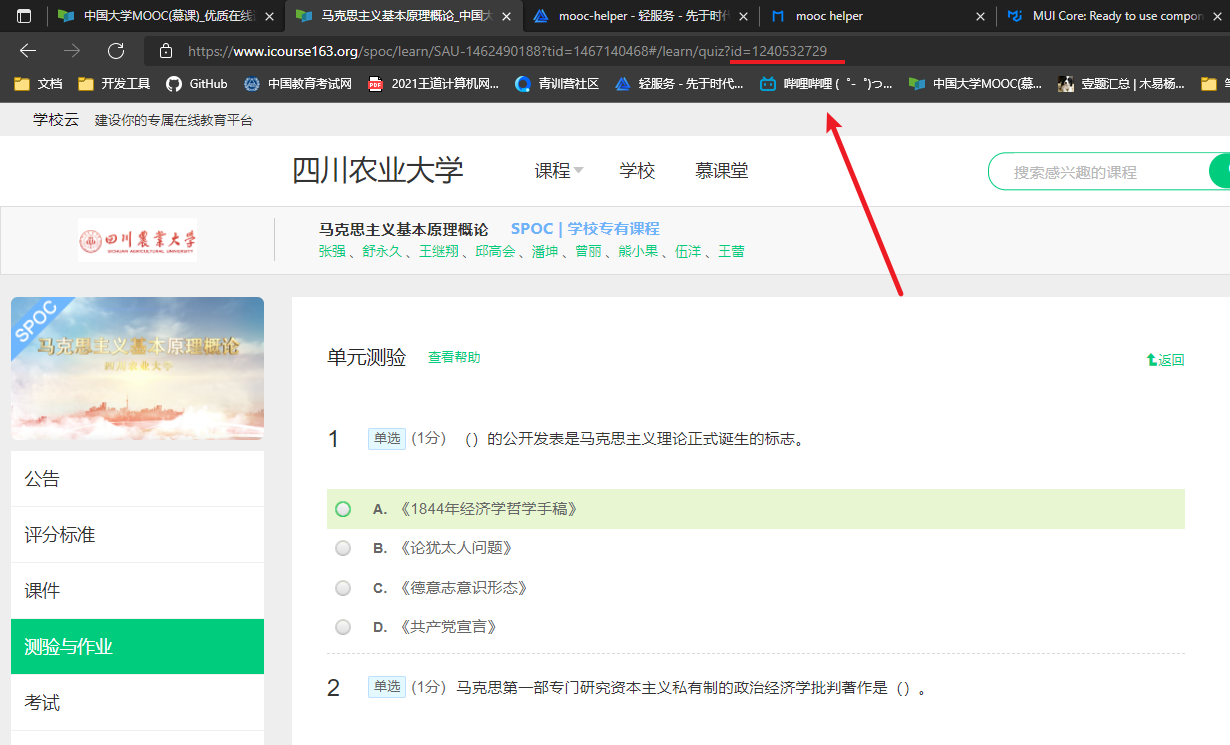 中国大学MOOC(慕课)_优质在线
马克思主义基本原理概论_中国大
mooc-helper - 轻服务 - 先于时代
mooc helper
MUI Core: Ready to use compon
https://www.icourse163.org/spoc/learn/SAU-1462490188?tid=1467140468#/learn/quiz?id=1240532729
文档
开发工具
GitHub
中国教育考试网
2021王道计算机网...
青训营社区
轻服务 - 先于时代...
哔哩哔哩 ( ゜- ゜)つ...
中国大学MOOC(慕...
壹题汇总 | 木易杨...
学校云 建设你的专属在线教育平台
四川农业大学 课程 学校 慕课堂 搜索感兴趣的课程
四川農業大学
SICHUAN AGRICULTURAL UNIVERSITY
马克思主义基本原理概论 SPOC | 学校专有课程
张强 、舒永久 、王继翔 、邱高会 、潘坤 、曾丽 、熊小果 、伍洋 、王蕾
SPOC
马克思主义基本原理概论
四川农业大学
单元测验 查看帮助 返回
1 单选 (1分) （）的公开发表是马克思主义理论正式诞生的标志。
A. 《1844年经济学哲学手稿》
B. 《论犹太人问题》
C. 《德意志意识形态》
D. 《共产党宣言》
2 单选 (1分) 马克思第一部专门研究资本主义私有制的政治经济学批判著作是（）。
公告
评分标准
课件
测验与作业
考试